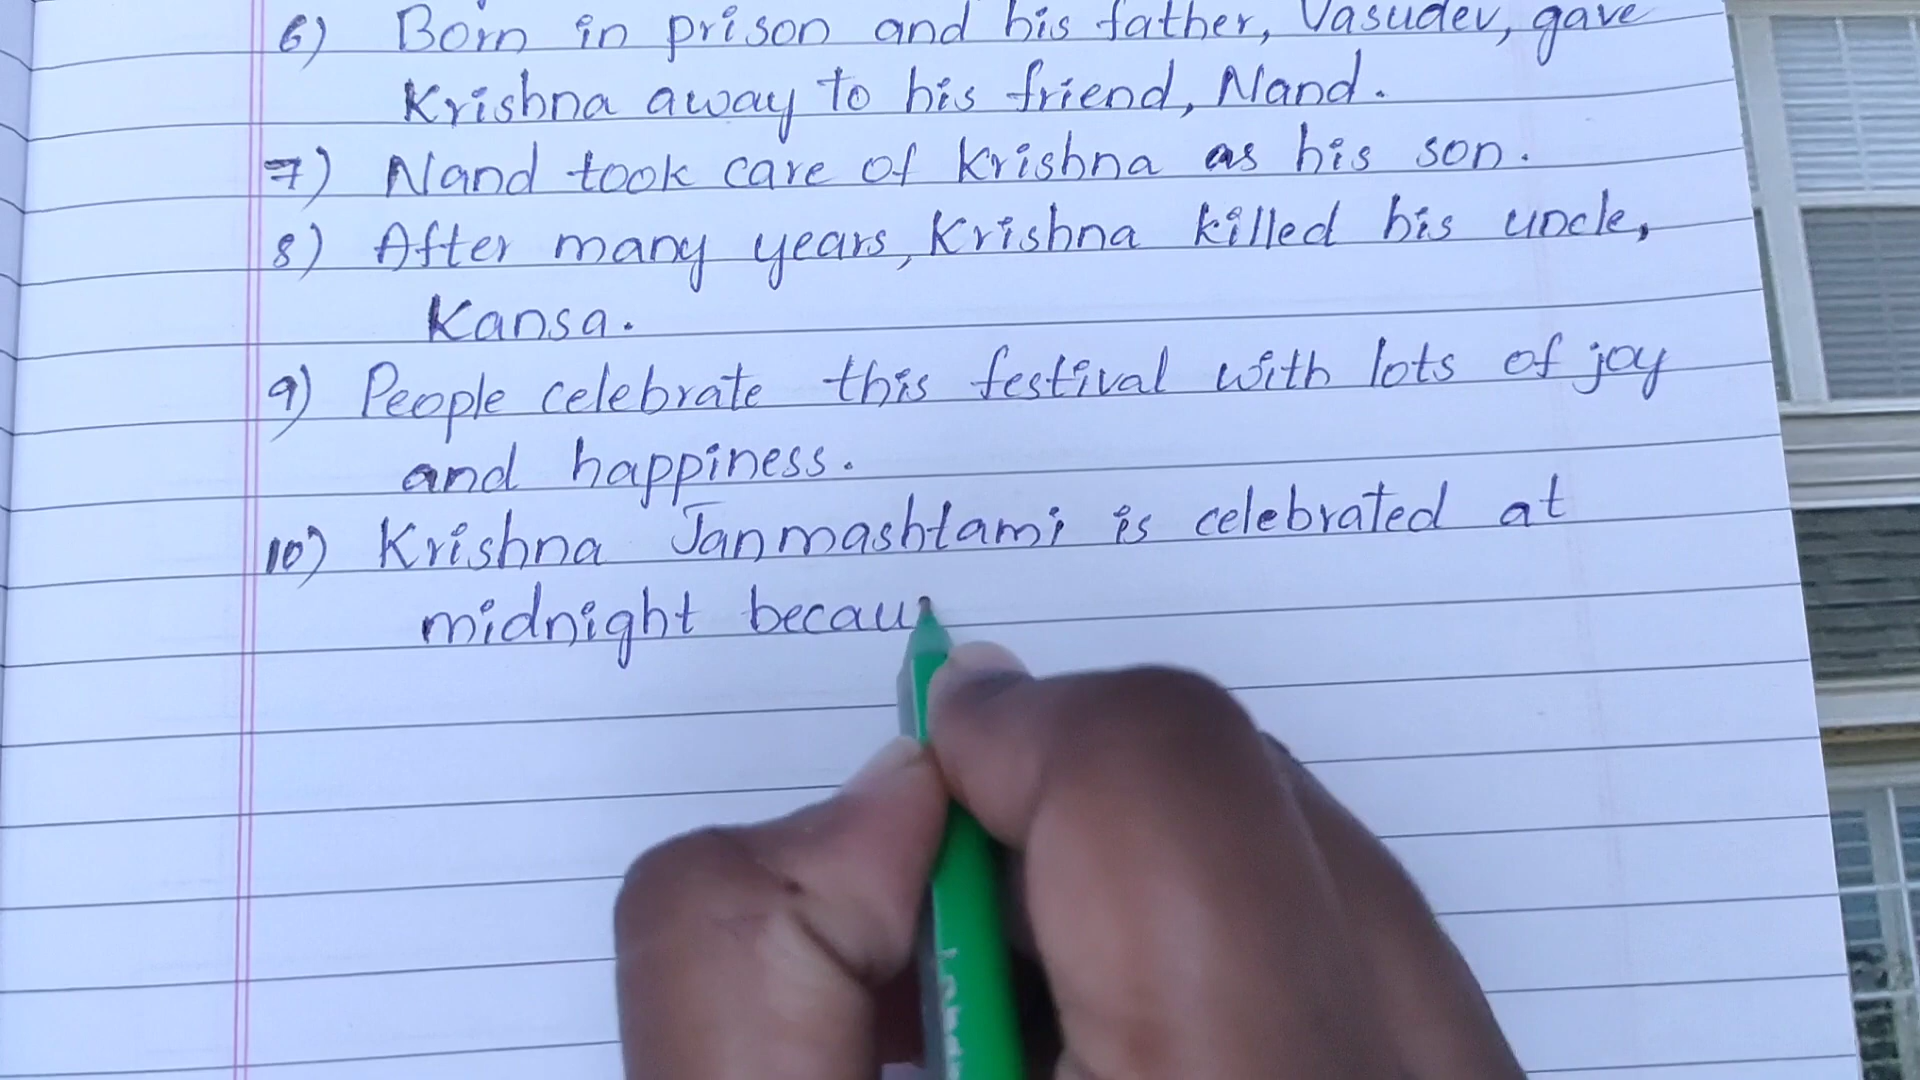 6) Born in prison and his father, Vasudev, gave
Krishna away to his friend, Nand.
7) Nand took care of Krishna as his son.
8) After many years, Krishna killed his uncle,
Kansa.
9) People celebrate this festival with lots of joy
and happiness.
10) Krishna Janmashtami is celebrated at
midnight becau